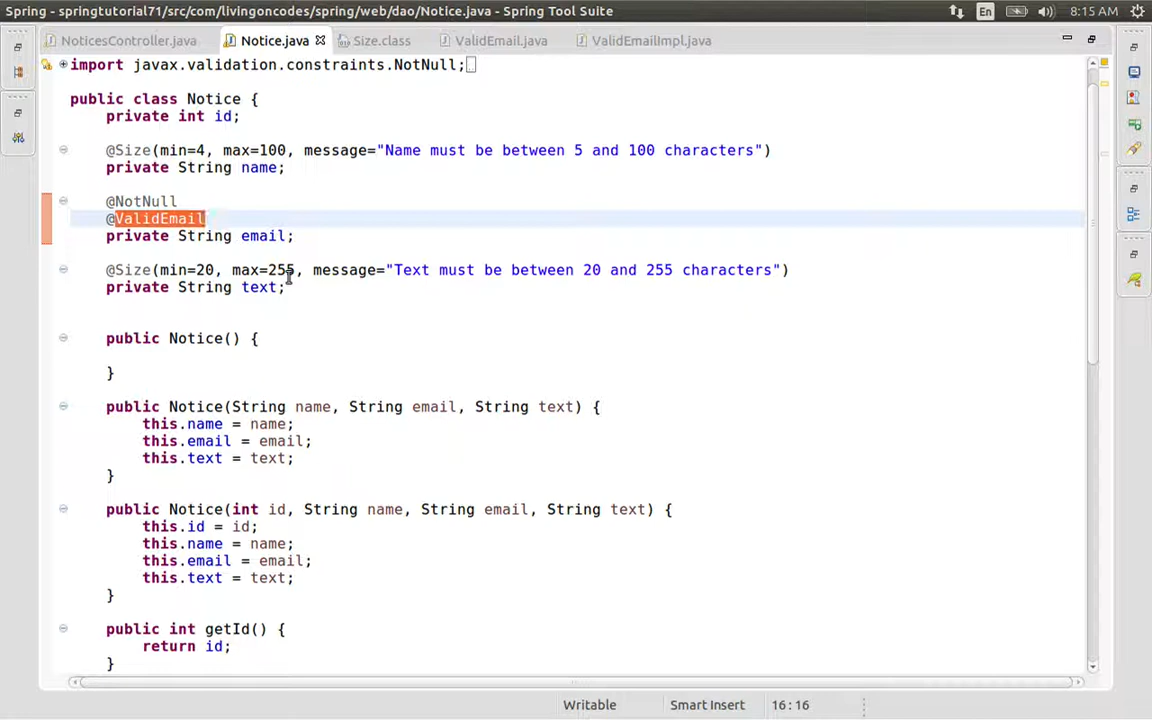 Spring - springtutorial71/src/com/livingoncodes/spring/web/dao/Notice.java - Spring Tool Suite
En
8:15 AM
NoticesController.java
Notice.java
Size.class
ValidEmail.java
ValidEmailImpl.java
import javax.validation.constraints.NotNull;
public class Notice {
private int id;
@Size(min=4, max=100, message="Name must be between 5 and 100 characters")
private String name;
@NotNull
@ValidEmail
private String email;
@Size(min=20, max=255, message="Text must be between 20 and 255 characters")
private String text;
public Notice() {
}
public Notice(String name, String email, String text) {
this.name = name;
this.email = email;
this.text = text;
}
public Notice(int id, String name, String email, String text) {
this.id = id;
this.name = name;
this.email = email;
this.text = text;
}
public int getId() {
return id;
}
Writable
Smart Insert
16:16